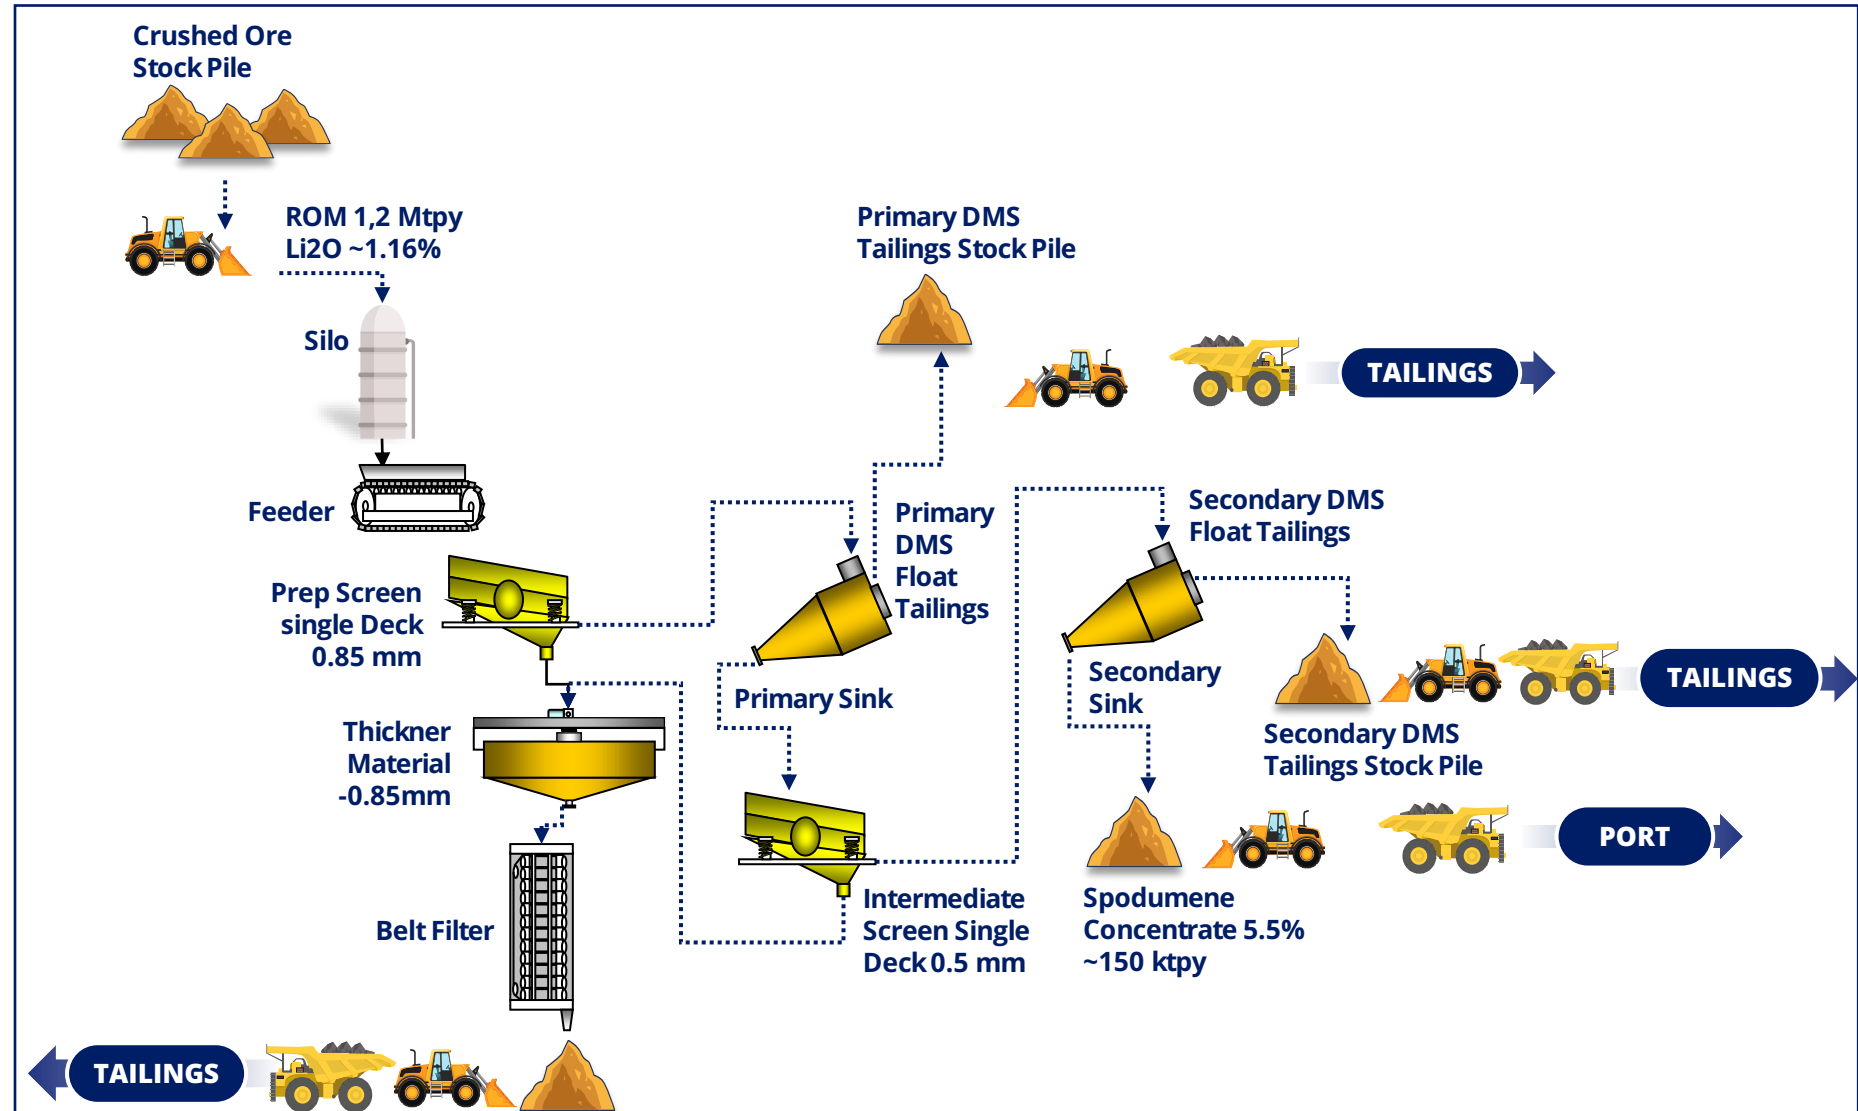 Crushed Ore
Stock Pile
ROM 1,2 Mtpy
Li2O ~1.16%
Silo
Feeder
Prep Screen
single Deck
0.85 mm
Thickner
Material
-0.85mm
Belt Filter
TAILINGS
Primary DMS
Tailings Stock Pile
TAILINGS
Primary
DMS
Float
Tailings
Primary Sink
Intermediate
Screen Single
Deck 0.5 mm
Secondary DMS
Float Tailings
Secondary
Sink
Secondary DMS
Tailings Stock Pile
TAILINGS
Spodumene
Concentrate 5.5%
~150 ktpy
PORT